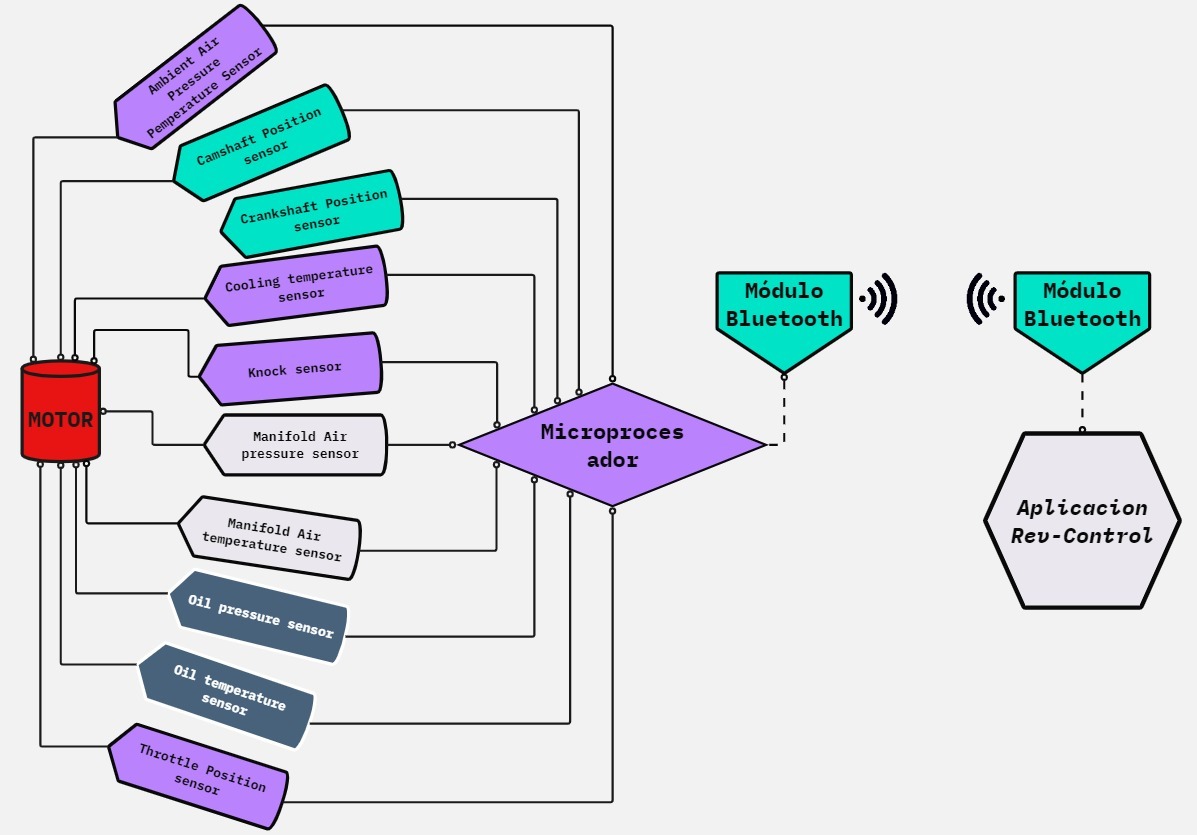 Ambient Air
Pressure
Pemperature Sensor
Camshaft Position
sensor
Crankshaft Position
sensor
Cooling temperature
sensor
Knock sensor
MOTOR
Manifold Air
pressure sensor
Manifold Air
temperature sensor
Oil pressure sensor
Oil temperature
sensor
Throttle Position
sensor
Microproces
ador
Módulo
Bluetooth
Módulo
Bluetooth
Aplicacion
Rev-Control